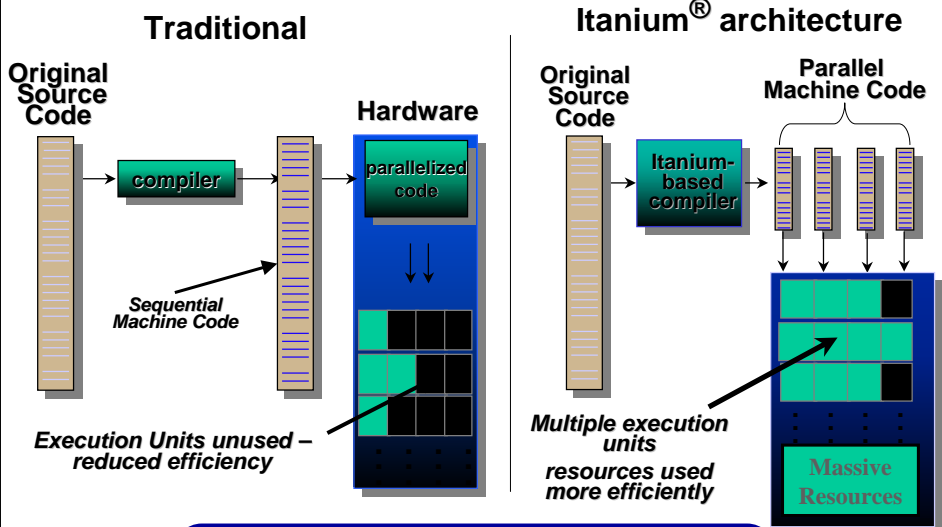 Traditional
Original
Source
Code
compiler
Sequential
Machine Code
Hardware
parallelized
code
Execution Units unused –
reduced efficiency
Itanium® architecture
Original
Source
Code
Itanium-
based
compiler
Parallel
Machine Code
Multiple execution
units
resources used
more efficiently
Massive
Resources